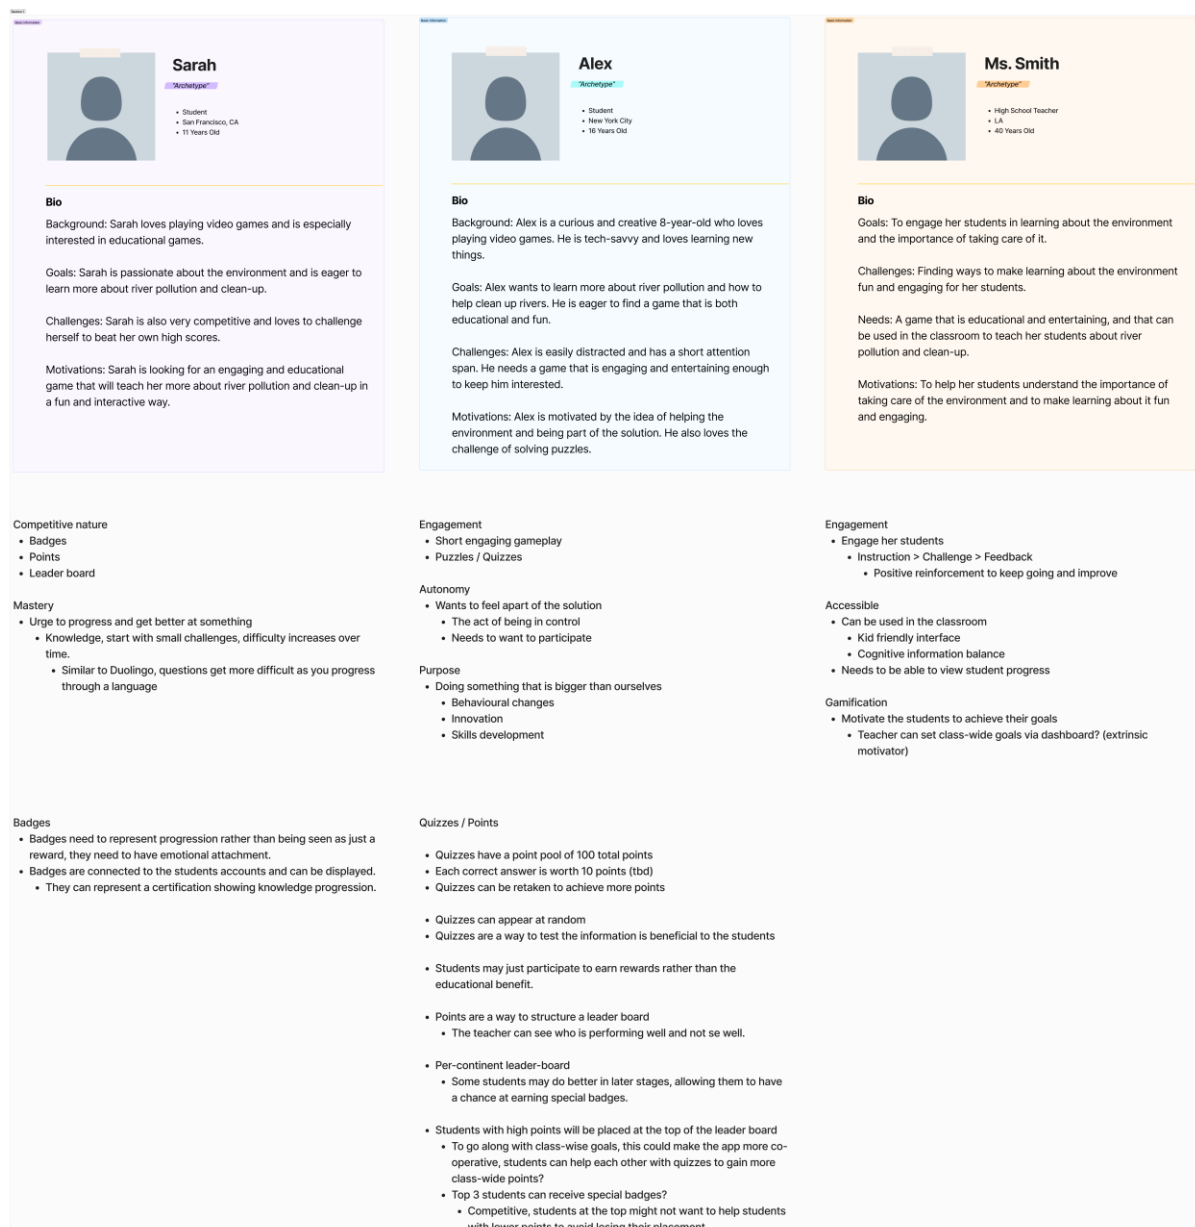 Section 1
Basic information
Sarah
"Archetype"
• Student
• San Francisco, CA
• 11 Years Old
Bio
Background: Sarah loves playing video games and is especially
interested in educational games.
Goals: Sarah is passionate about the environment and is eager to
learn more about river pollution and clean-up.
Challenges: Sarah is also very competitive and loves to challenge
herself to beat her own high scores.
Motivations: Sarah is looking for an engaging and educational
game that will teach her more about river pollution and clean-up in
a fun and interactive way.
Basic information
Alex
"Archetype"
• Student
• New York City
• 16 Years Old
Bio
Background: Alex is a curious and creative 8-year-old who loves
playing video games. He is tech-savvy and loves learning new
things.
Goals: Alex wants to learn more about river pollution and how to
help clean up rivers. He is eager to find a game that is both
educational and fun.
Challenges: Alex is easily distracted and has a short attention
span. He needs a game that is engaging and entertaining enough
to keep him interested.
Motivations: Alex is motivated by the idea of helping the
environment and being part of the solution. He also loves the
challenge of solving puzzles.
Basic information
Ms. Smith
"Archetype"
• High School Teacher
• LA
• 40 Years Old
Bio
Goals: To engage her students in learning about the environment
and the importance of taking care of it.
Challenges: Finding ways to make learning about the environment
fun and engaging for her students.
Needs: A game that is educational and entertaining, and that can
be used in the classroom to teach her students about river
pollution and clean-up.
Motivations: To help her students understand the importance of
taking care of the environment and to make learning about it fun
and engaging.
Competitive nature
• Badges
• Points
• Leader board
Mastery
• Urge to progress and get better at something
• Knowledge, start with small challenges, difficulty increases over
time.
• Similar to Duolingo, questions get more difficult as you progress
through a language
Engagement
• Short engaging gameplay
• Puzzles / Quizzes
Autonomy
• Wants to feel apart of the solution
• The act of being in control
• Needs to want to participate
Purpose
• Doing something that is bigger than ourselves
• Behavioural changes
• Innovation
• Skills development
Engagement
• Engage her students
• Instruction > Challenge > Feedback
• Positive reinforcement to keep going and improve
Accessible
• Can be used in the classroom
• Kid friendly interface
• Cognitive information balance
• Needs to be able to view student progress
Gamification
• Motivate the students to achieve their goals
• Teacher can set class-wide goals via dashboard? (extrinsic
motivator)
Badges
• Badges need to represent progression rather than being seen as just a
reward, they need to have emotional attachment.
• Badges are connected to the students accounts and can be displayed.
• They can represent a certification showing knowledge progression.
Quizzes / Points
• Quizzes have a point pool of 100 total points
• Each correct answer is worth 10 points (tbd)
• Quizzes can be retaken to achieve more points
• Quizzes can appear at random
• Quizzes are a way to test the information is beneficial to the students
• Students may just participate to earn rewards rather than the
educational benefit.
• Points are a way to structure a leader board
• The teacher can see who is performing well and not se well.
• Per-continent leader-board
• Some students may do better in later stages, allowing them to have
a chance at earning special badges.
• Students with high points will be placed at the top of the leader board
• To go along with class-wise goals, this could make the app more co-
operative, students can help each other with quizzes to gain more
class-wide points?
• Top 3 students can receive special badges?
• Competitive, students at the top might not want to help students
with lower points to avoid losing their placement